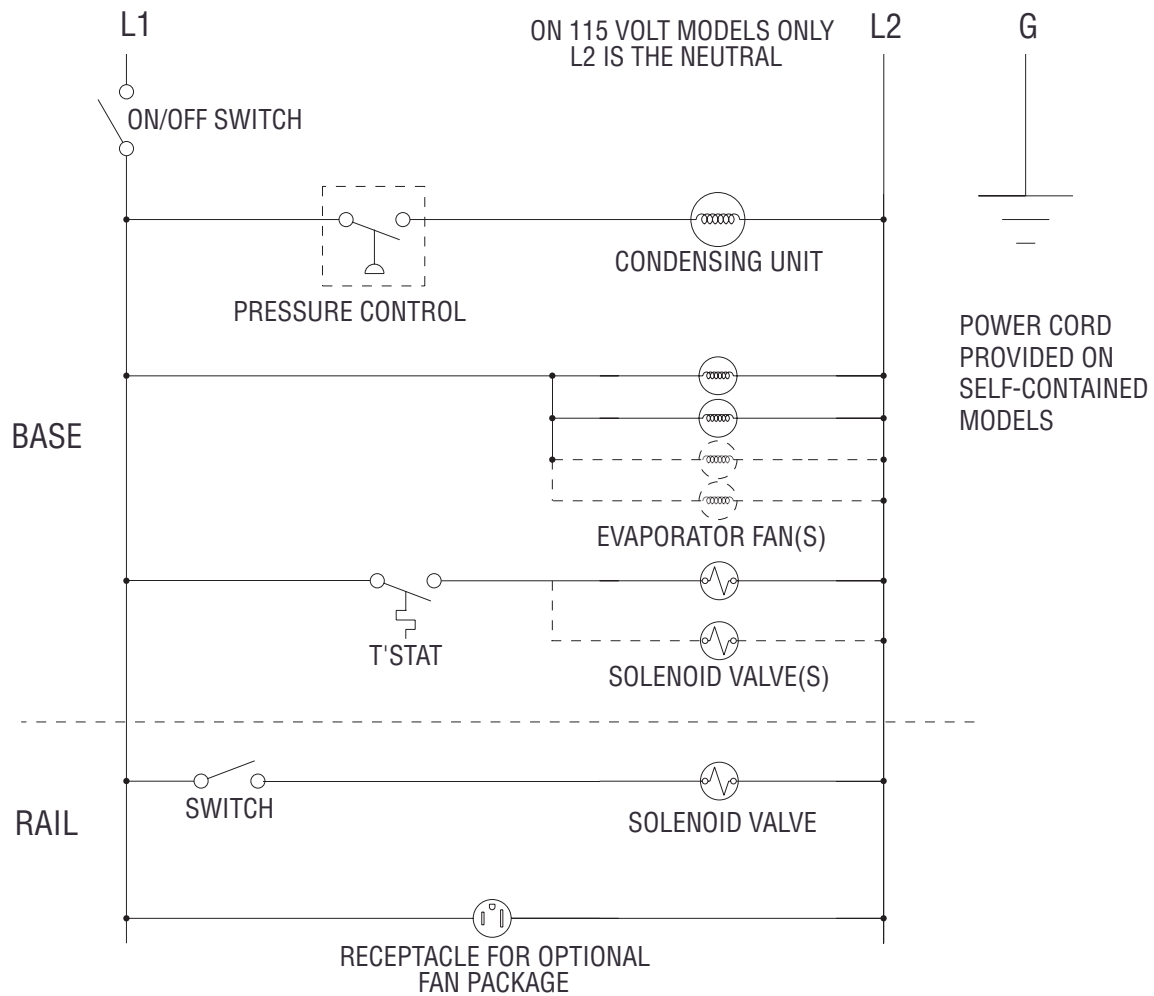 L1
ON 115 VOLT MODELS ONLY
L2 IS THE NEUTRAL
L2
G
ON/OFF SWITCH
CONDENSING UNIT
PRESSURE CONTROL
POWER CORD
PROVIDED ON
SELF-CONTAINED
MODELS
BASE
EVAPORATOR FAN(S)
T'STAT
SOLENOID VALVE(S)
RAIL
SWITCH
SOLENOID VALVE
RECEPTACLE FOR OPTIONAL
FAN PACKAGE